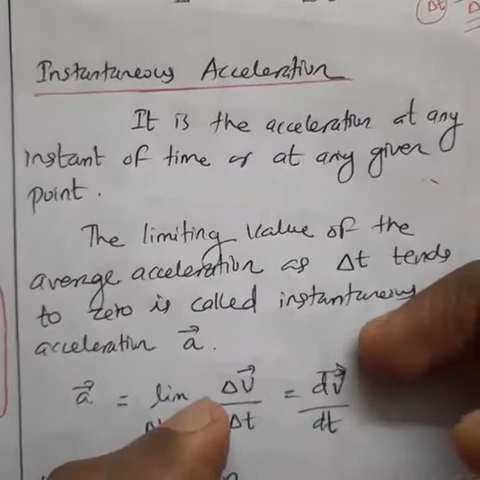 Δt
Instantaneous Acceleration
It is the acceleration at any
instant of time or at any given
point.
The limiting value of the
average acceleration as Δt tends
to zero is called instantaneous
acceleration a⃗.
a⃗ = lim Δv⃗/Δt = dv⃗/dt